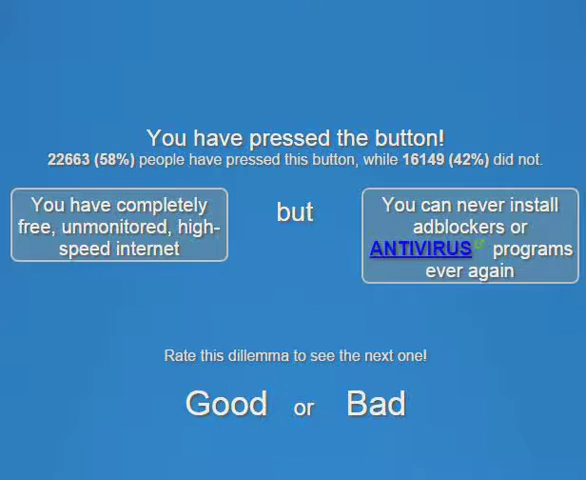 You have pressed the button!
22663 (58%) people have pressed this button, while 16149 (42%) did not.
You have completely
free, unmonitored, high-
speed internet
but
You can never install
adblockers or
ANTIVIRUS programs
ever again
Rate this dillemma to see the next one!
Good or Bad